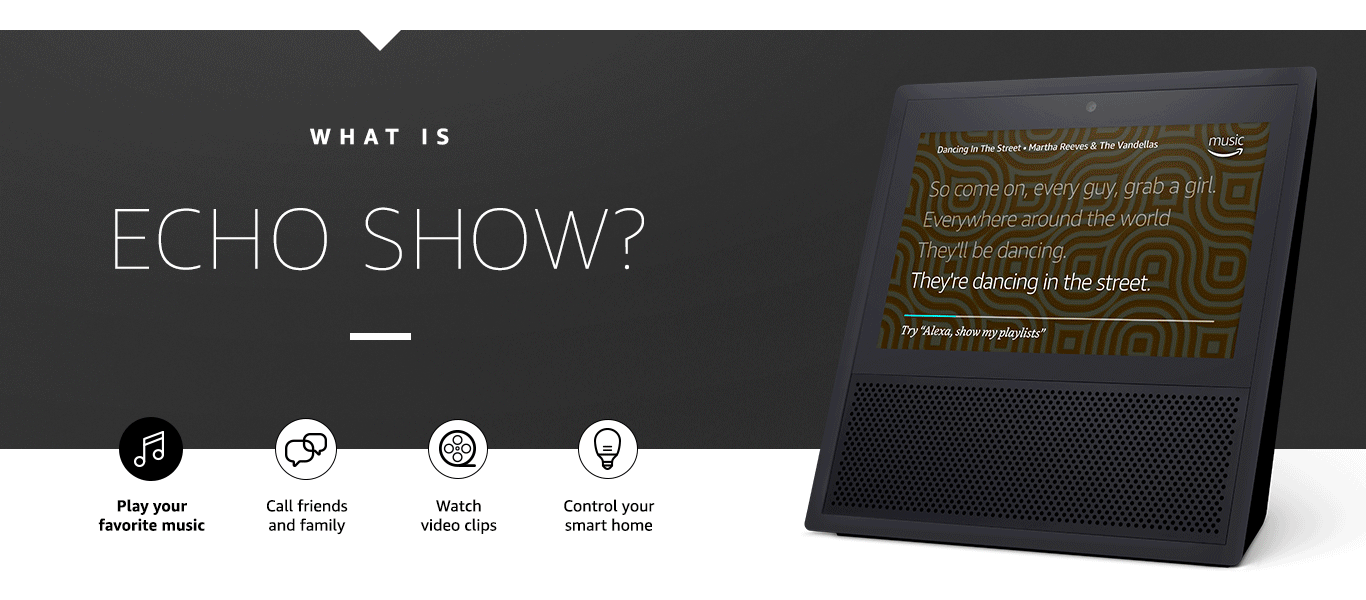 WHAT IS
ECHO SHOW?
Play your
favorite music
Call friends
and family
Watch
video clips
Control your
smart home
Dancing In The Street • Martha Reeves & The Vandellas
music
So come on, every guy, grab a girl.
Everywhere around the world
They'll be dancing.
They're dancing in the street.
Try “Alexa, show my playlists”